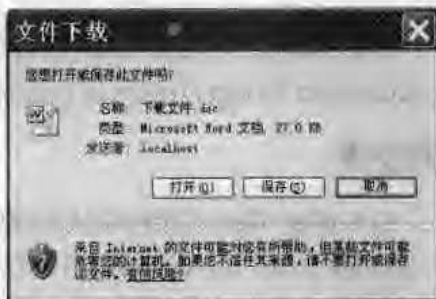 文件下载
您想打开或保存此文件吗?
名称: 下载文件.doc
类型: Microsoft Word 文档, 27.0 KB
发送者: localhost
打开(O) 保存(S) 取消
来自 Internet 的文件可能对您有所帮助，但某些文件可能
危害您的计算机。如果您不信任其来源，请不要打开或保存
该文件。有何风险?